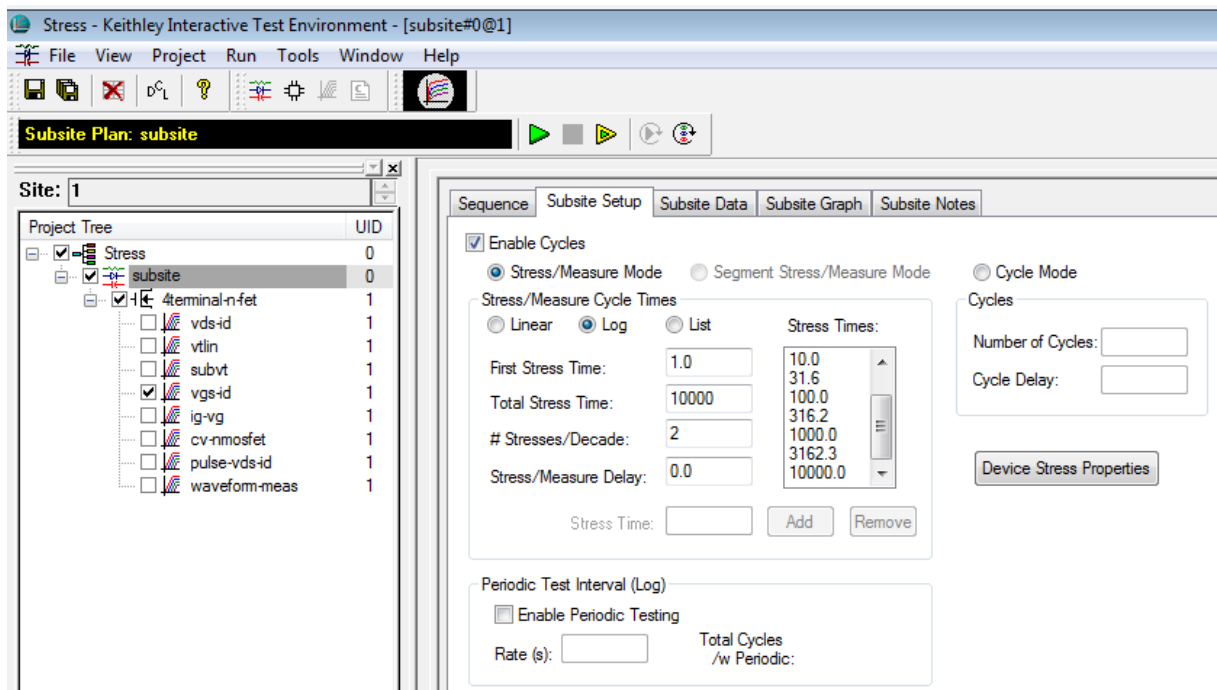 Stress - Keithley Interactive Test Environment - [subsite#0@1]
File View Project Run Tools Window Help
Subsite Plan: subsite
Site: 1
Project Tree UID
Stress 0
subsite 0
4terminal-n-fet 1
vds-id 1
vtlin 1
subvt 1
vgs-id 1
ig-vg 1
cv-nmosfet 1
pulse-vds-id 1
waveform-meas 1
Sequence Subsite Setup Subsite Data Subsite Graph Subsite Notes
Enable Cycles
Stress/Measure Mode Segment Stress/Measure Mode Cycle Mode
Stress/Measure Cycle Times
Linear Log List Stress Times:
First Stress Time: 1.0
Total Stress Time: 10000
# Stresses/Decade: 2
Stress/Measure Delay: 0.0
10.0
31.6
100.0
316.2
1000.0
3162.3
10000.0
Stress Time: Add Remove
Cycles
Number of Cycles:
Cycle Delay:
Device Stress Properties
Periodic Test Interval (Log)
Enable Periodic Testing
Rate (s):
Total Cycles
/w Periodic: